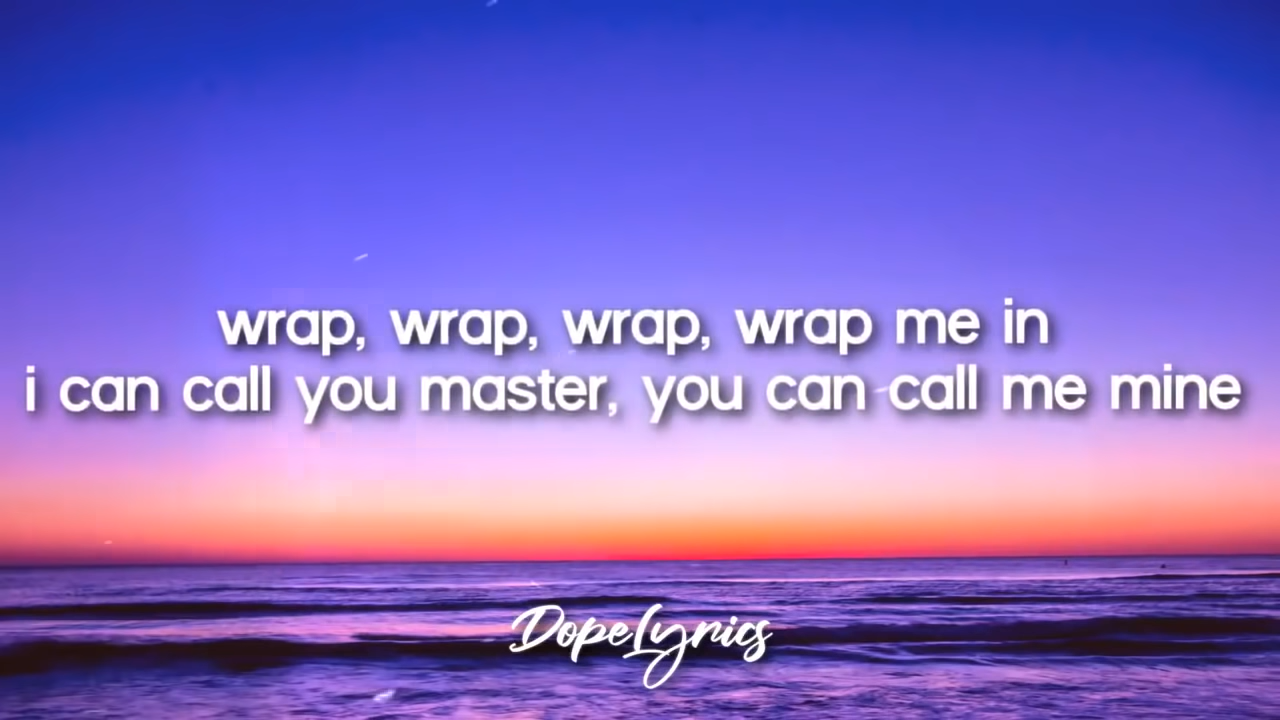 wrap, wrap, wrap, wrap me in
i can call you master, you can call me mine
DopeLyrics